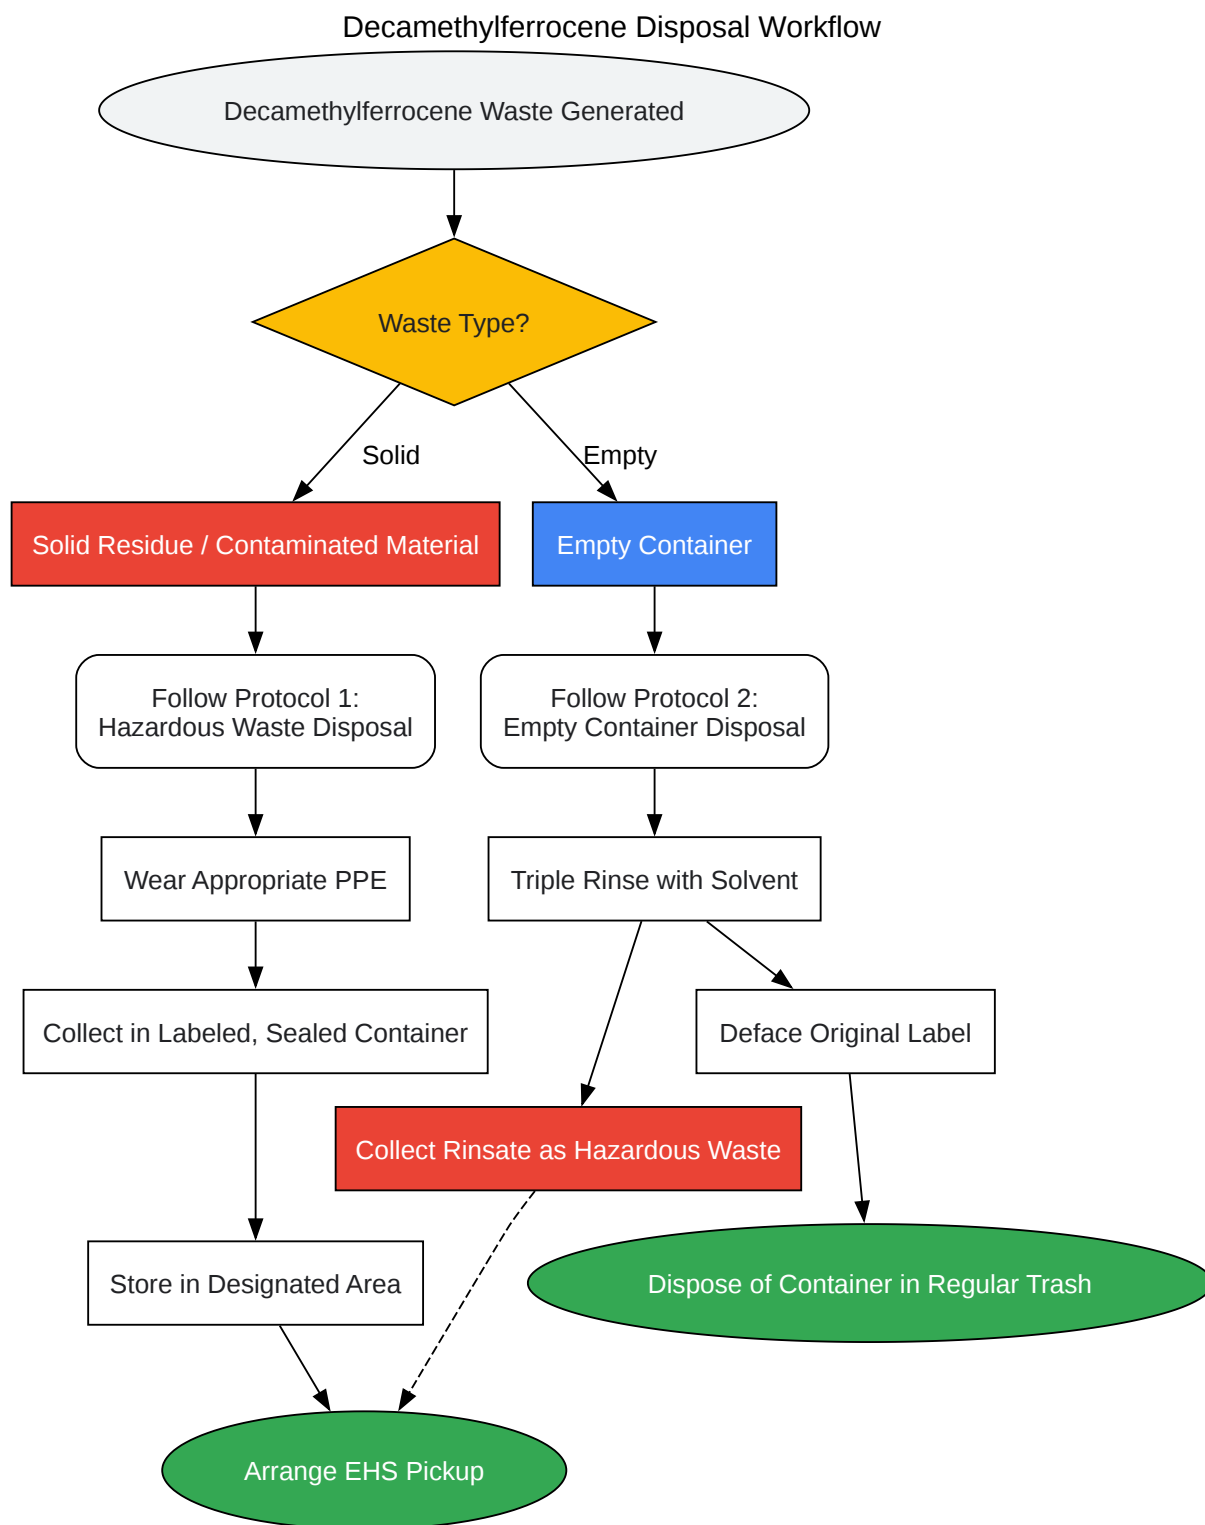 Decamethylferrocene Disposal Workflow
Decamethylferrocene Waste Generated
Waste Type?
Solid
Empty
Solid Residue / Contaminated Material
Empty Container
Follow Protocol 1:
Hazardous Waste Disposal
Follow Protocol 2:
Empty Container Disposal
Wear Appropriate PPE
Triple Rinse with Solvent
Collect in Labeled, Sealed Container
Deface Original Label
Collect Rinsate as Hazardous Waste
Store in Designated Area
Dispose of Container in Regular Trash
Arrange EHS Pickup